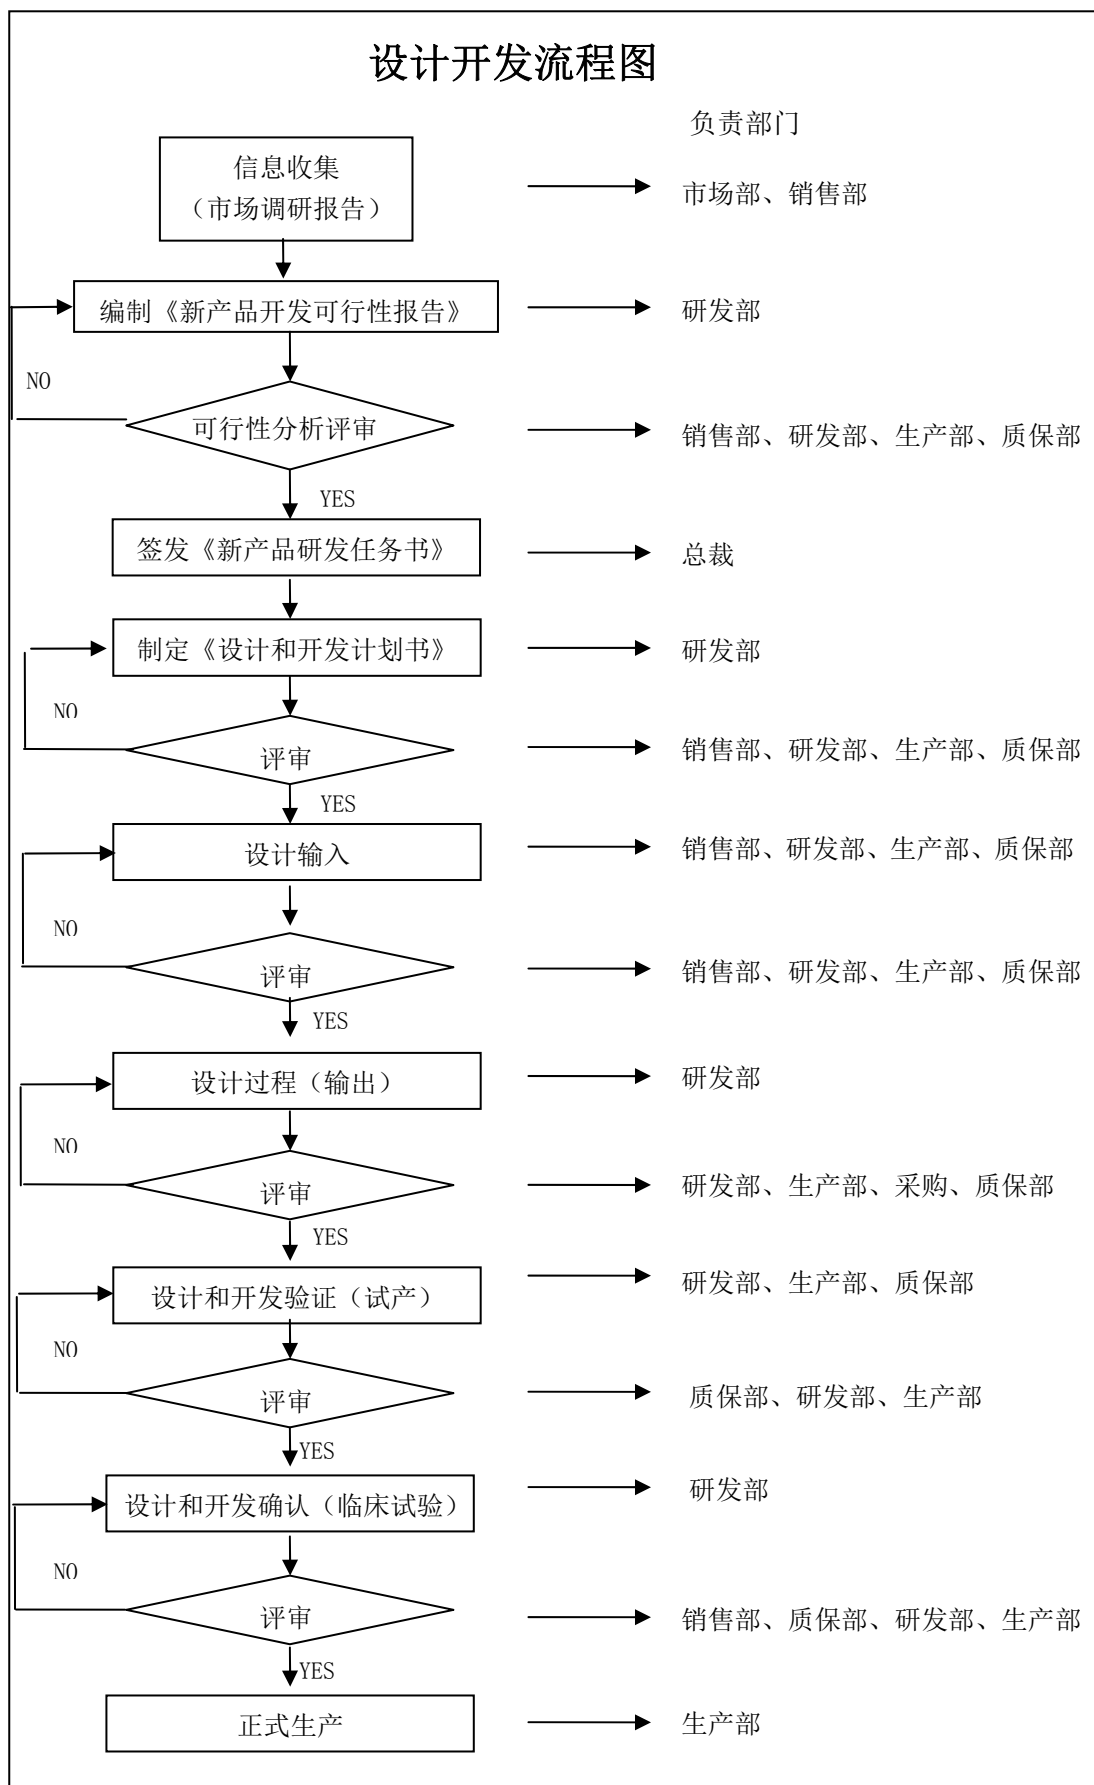 设计开发流程图
负责部门
信息收集
（市场调研报告）
市场部、销售部
编制《新产品开发可行性报告》
研发部
NO
可行性分析评审
销售部、研发部、生产部、质保部
YES
签发《新产品研发任务书》
总裁
制定《设计和开发计划书》
研发部
NO
评审
销售部、研发部、生产部、质保部
YES
设计输入
销售部、研发部、生产部、质保部
NO
评审
销售部、研发部、生产部、质保部
YES
设计过程（输出）
研发部
NO
评审
研发部、生产部、采购、质保部
YES
设计和开发验证（试产）
研发部、生产部、质保部
NO
评审
质保部、研发部、生产部
YES
设计和开发确认（临床试验）
研发部
NO
评审
销售部、质保部、研发部、生产部
YES
正式生产
生产部